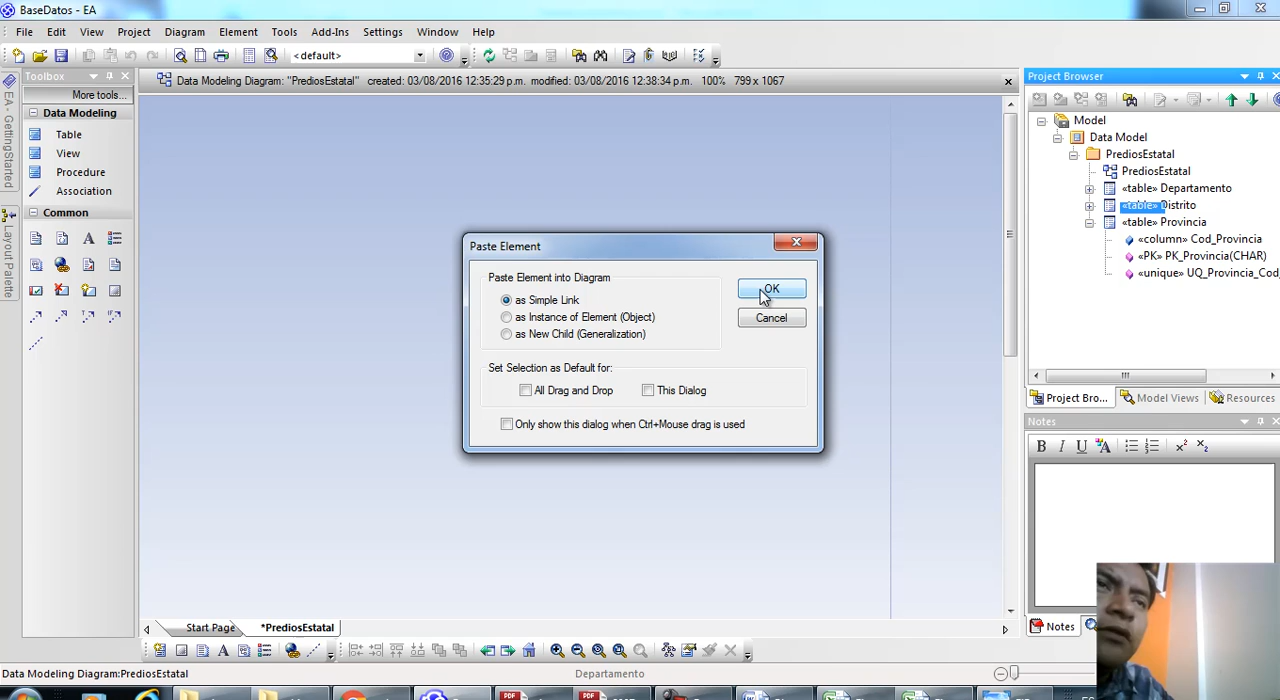 BaseDatos - EA
File Edit View Project Diagram Element Tools Add-Ins Settings Window Help
<default>
Toolbox
Data Modeling Diagram: "PrediosEstatal" created: 03/08/2016 12:35:29 p.m. modified: 03/08/2016 12:38:34 p.m. 100% 799 x 1067
Project Browser
More tools...
Data Modeling
Table
View
Procedure
Association
Common
EA - GettingStarted
Layout Palette
Model
Data Model
PrediosEstatal
PrediosEstatal
«table» Departamento
«table» Distrito
«table» Provincia
«column» Cod_Provincia
«PK» PK_Provincia(CHAR)
«unique» UQ_Provincia_Cod_
Paste Element
Paste Element into Diagram
as Simple Link
as Instance of Element (Object)
as New Child (Generalization)
OK
Cancel
Set Selection as Default for:
All Drag and Drop
This Dialog
Only show this dialog when Ctrl+Mouse drag is used
Project Bro...
Model Views
Resources
Notes
B I U A
Notes
Start Page
*PrediosEstatal
Data Modeling Diagram:PrediosEstatal
Departamento